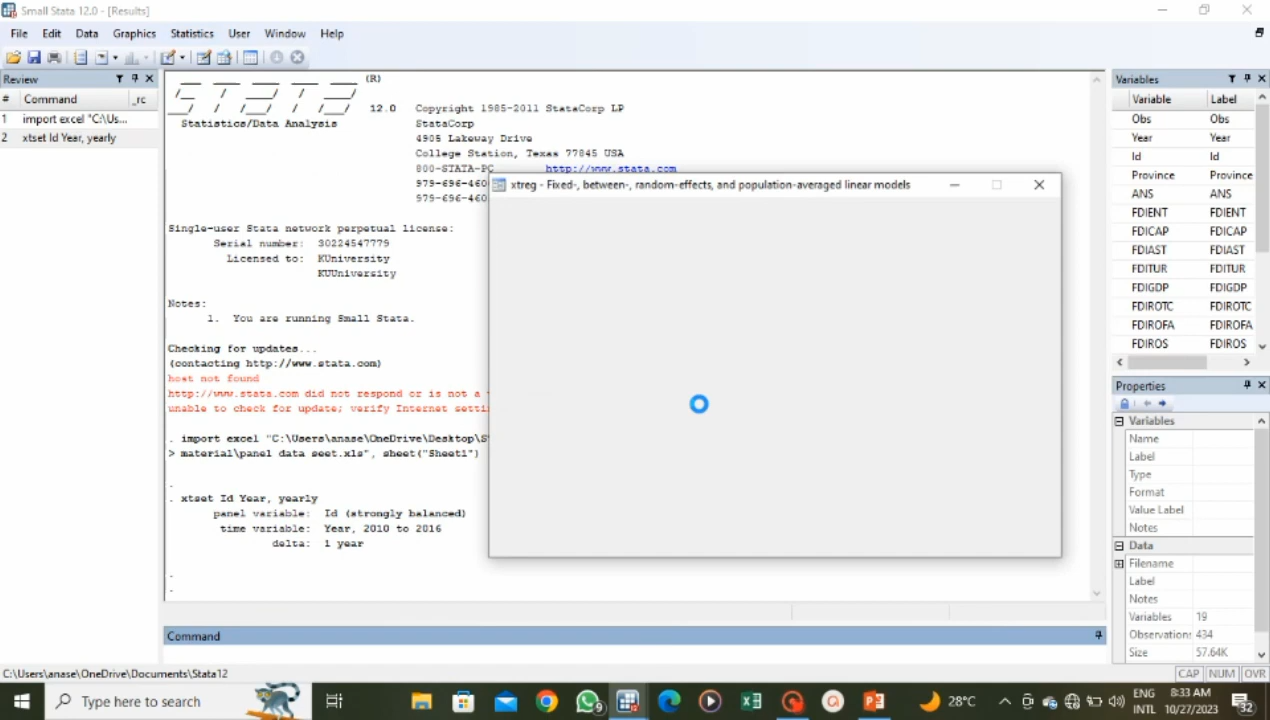 Small Stata 12.0 - [Results]
File Edit Data Graphics Statistics User Window Help
Review
# Command _rc
1 import excel "C:\Us...
2 xtset Id Year, yearly
(R)
12.0 Copyright 1985-2011 StataCorp LP
Statistics/Data Analysis StataCorp
4905 Lakeway Drive
College Station, Texas 77845 USA
800-STATA-PC http://www.stata.com
979-696-460
979-696-460
Single-user Stata network perpetual license:
Serial number: 30224547779
Licensed to: KUniversity
KUUniversity
Notes:
1. You are running Small Stata.
Checking for updates...
(contacting http://www.stata.com)
host not found
http://www.stata.com did not respond or is not a
unable to check for update; verify Internet setti
. import excel "C:\Users\anase\OneDrive\Desktop\S
> material\panel data seet.xls", sheet("Sheet1")
.
. xtset Id Year, yearly
panel variable: Id (strongly balanced)
time variable: Year, 2010 to 2016
delta: 1 year
.
.
xtreg - Fixed-, between-, random-effects, and population-averaged linear models
Command
Variables
Variable Label
Obs Obs
Year Year
Id Id
Province Province
ANS ANS
FDIENT FDIENT
FDICAP FDICAP
FDIAST FDIAST
FDITUR FDITUR
FDIGDP FDIGDP
FDIROTC FDIROTC
FDIROFA FDIROFA
FDIROS FDIROS
Properties
Variables
Name
Label
Type
Format
Value Label
Notes
Data
Filename
Label
Notes
Variables 19
Observations 434
Size 57.64K
C:\Users\anase\OneDrive\Documents\Stata12
CAP NUM OVR
Type here to search
9
28°C
ENG
INTL
8:33 AM
10/27/2023
32